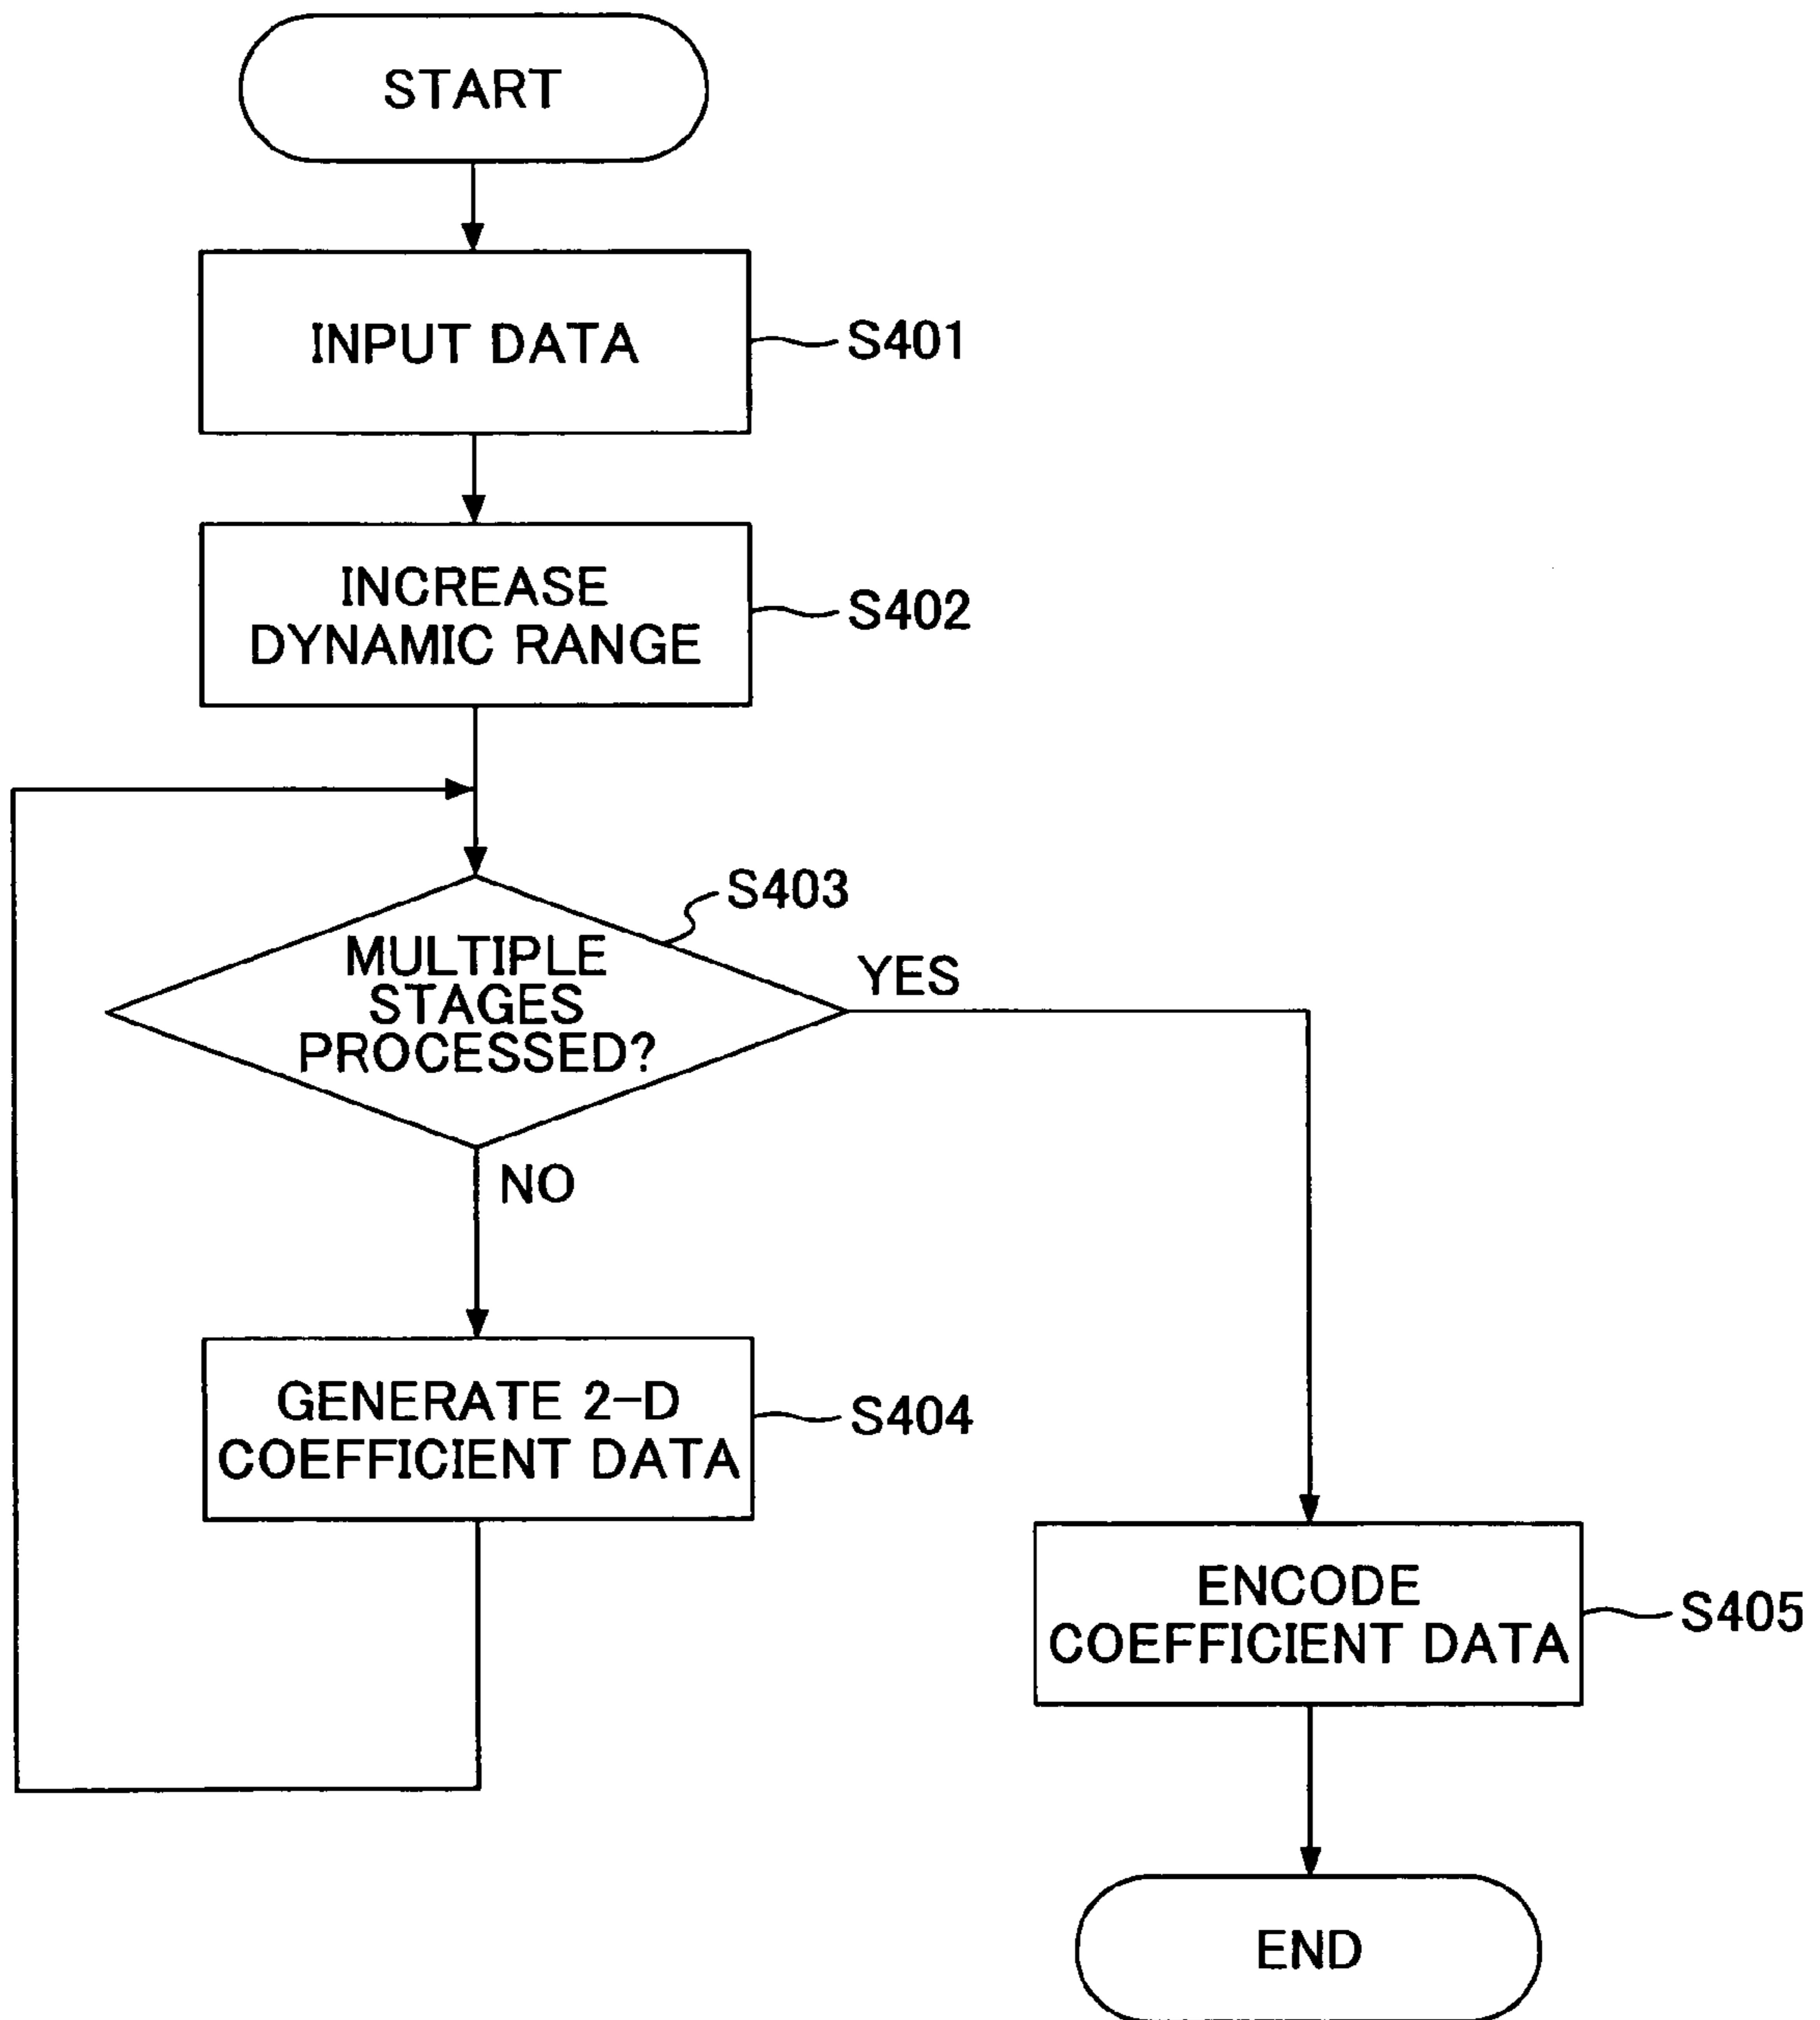 START
INPUT DATA
S401
INCREASE
DYNAMIC RANGE
S402
S403
MULTIPLE
STAGES
PROCESSED?
YES
NO
GENERATE 2-D
COEFFICIENT DATA
S404
ENCODE
COEFFICIENT DATA
S405
END